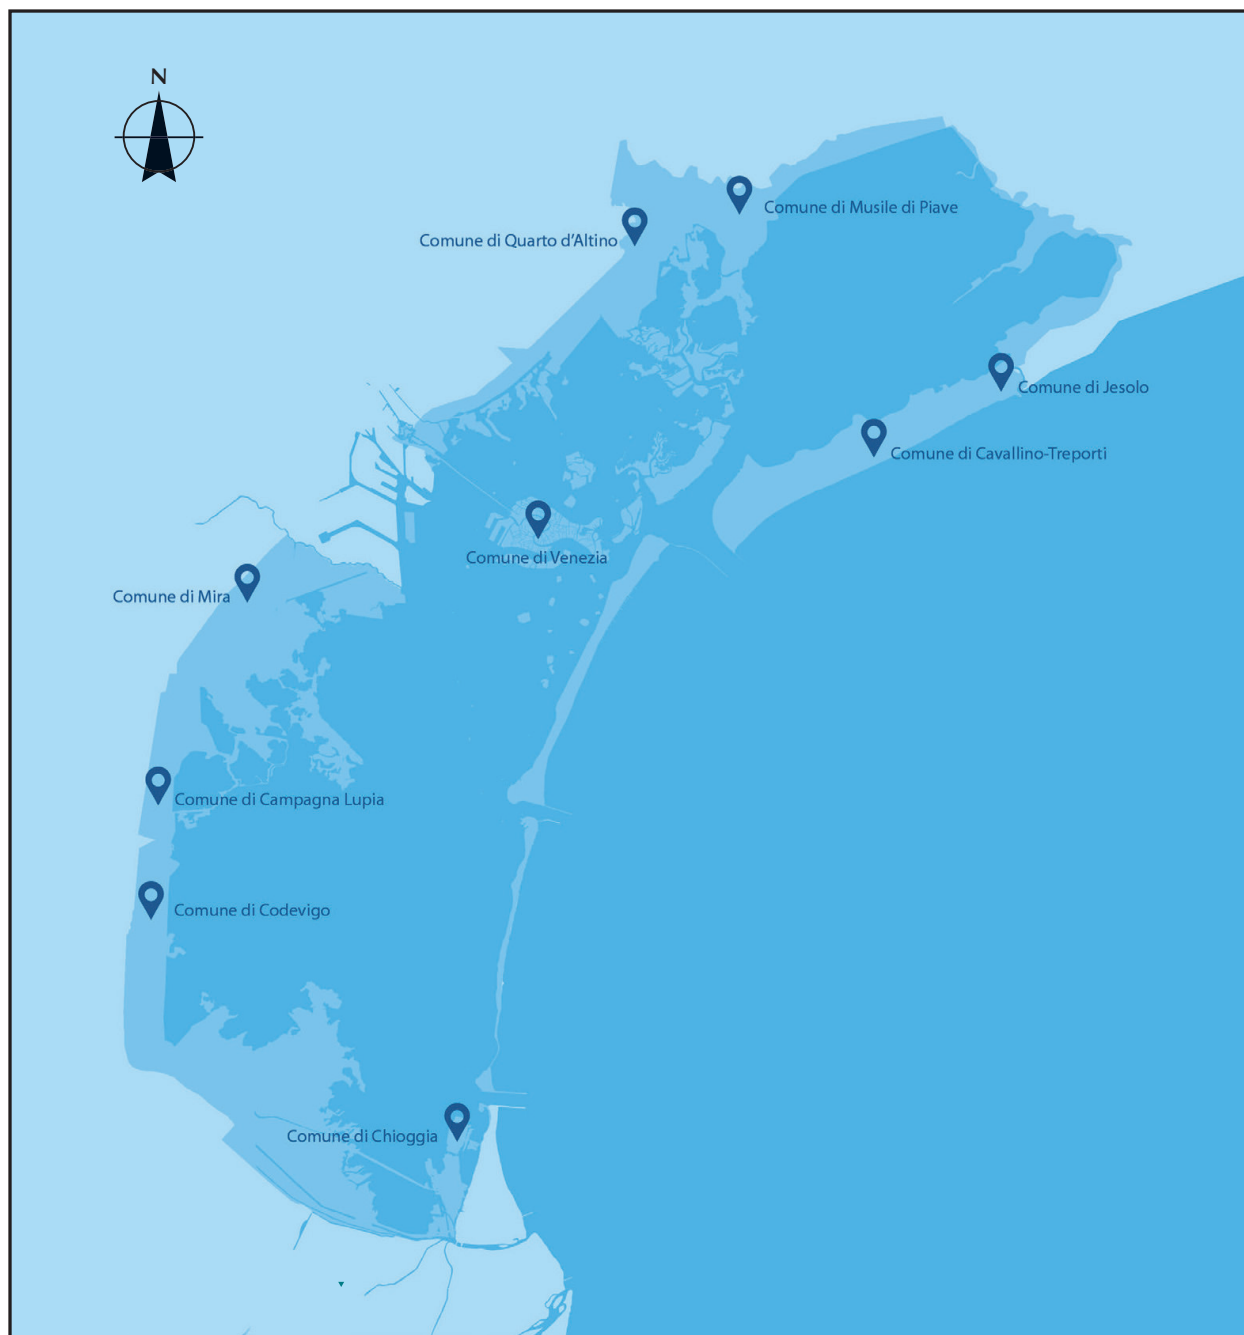 N
Comune di Musile di Piave
Comune di Quarto d'Altino
Comune di Jesolo
Comune di Cavallino-Treporti
Comune di Venezia
Comune di Mira
Comune di Campagna Lupia
Comune di Codevigo
Comune di Chioggia